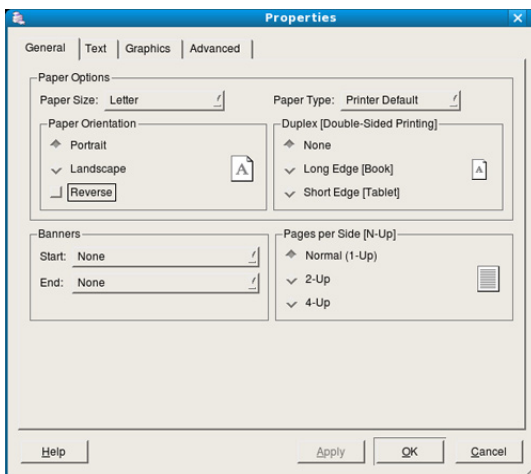 Properties
General Text Graphics Advanced
Paper Options
Paper Size: Letter Paper Type: Printer Default
Paper Orientation
Portrait
Landscape
A
Reverse
Duplex [Double-Sided Printing]
None
Long Edge [Book]
A
Short Edge [Tablet]
Banners
Start: None
End: None
Pages per Side [N-Up]
Normal (1-Up)
2-Up
4-Up
Help Apply OK Cancel